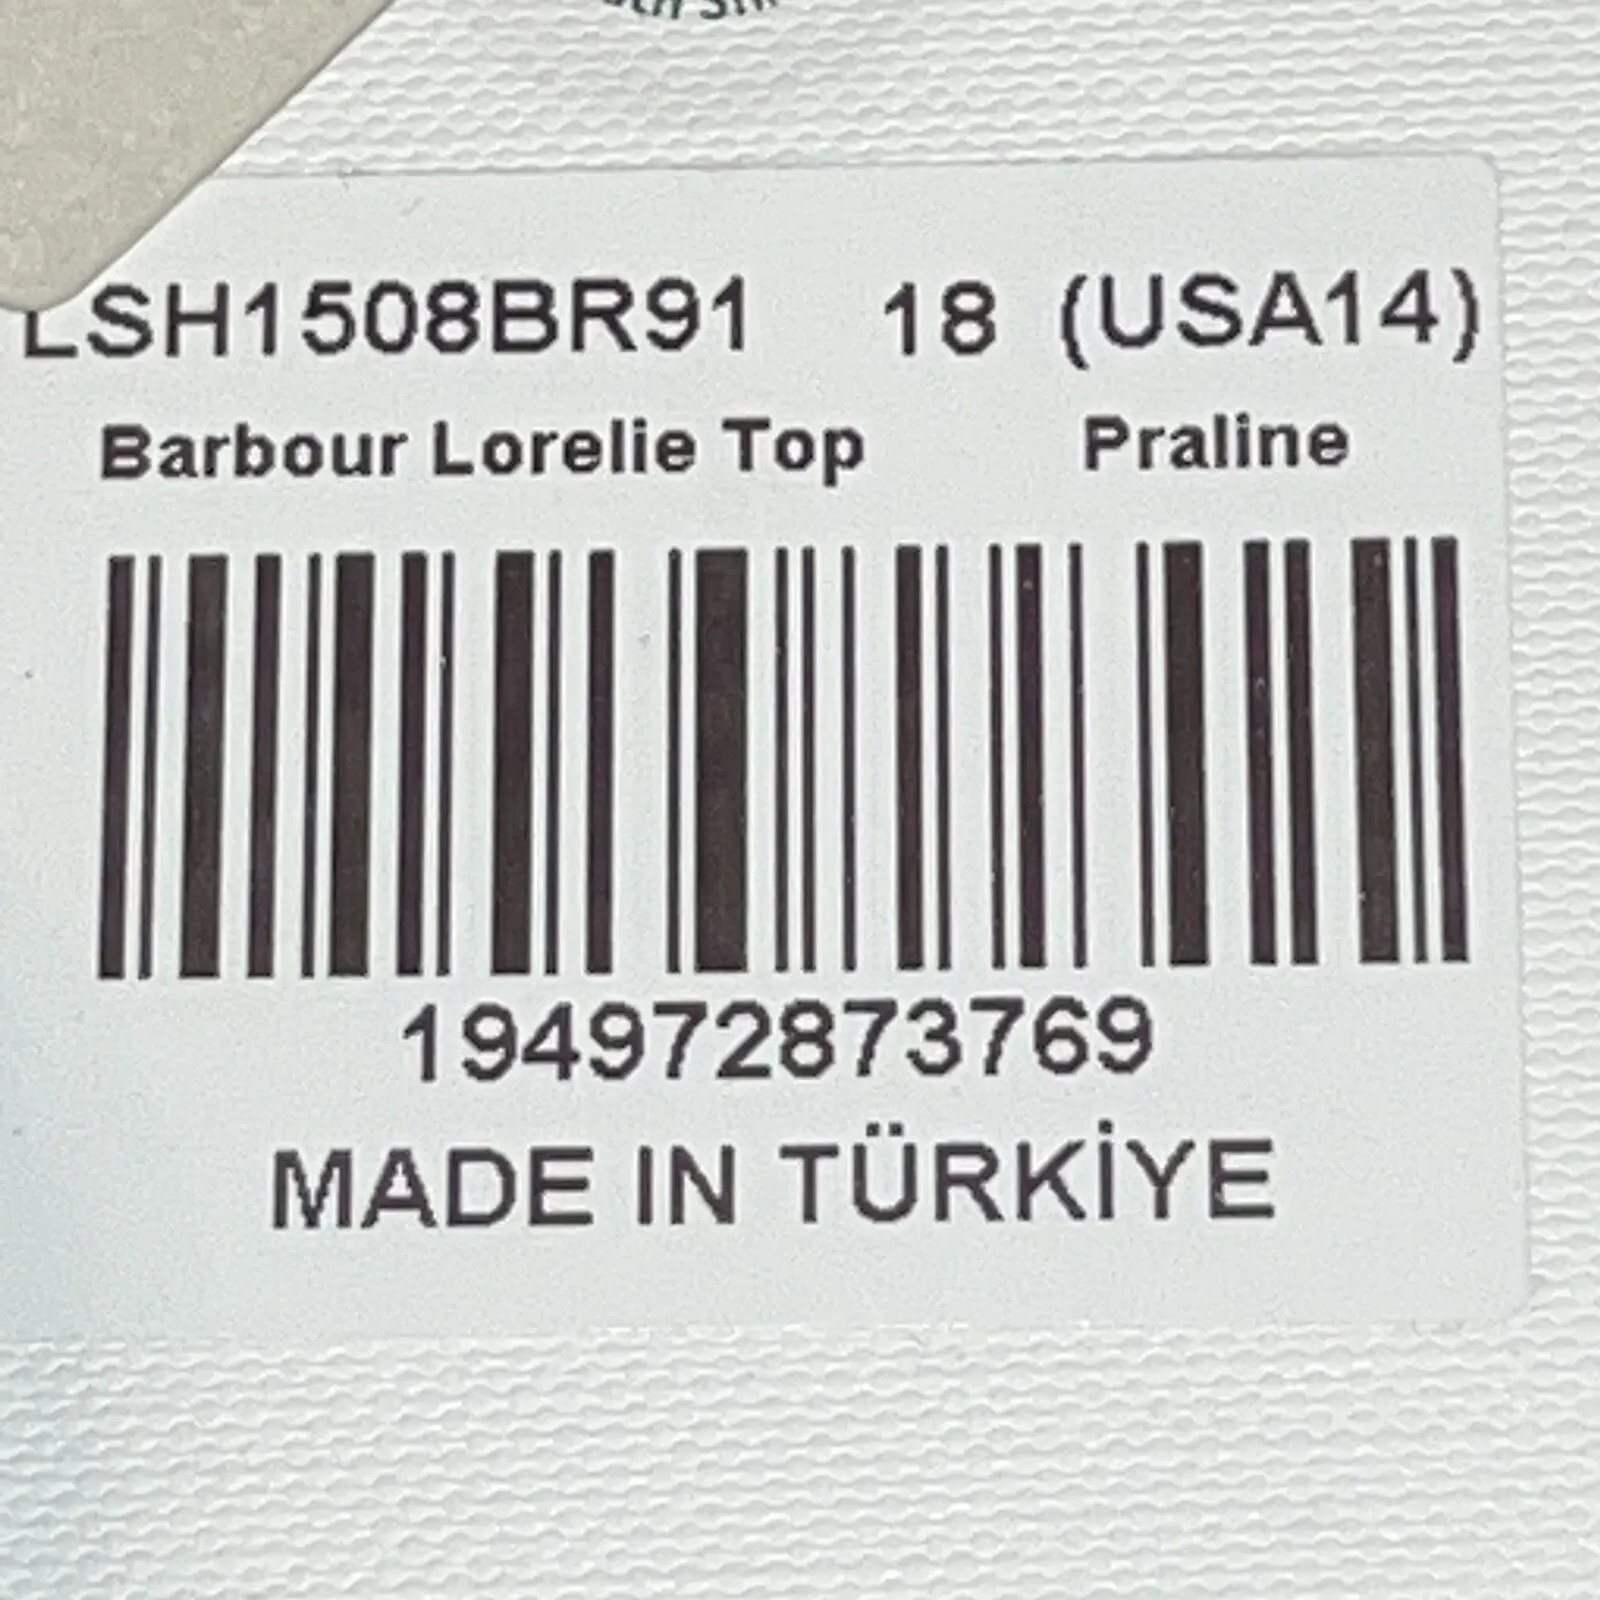 LSH1508BR91 18 (USA14)
Barbour Lorelie Top Praline
194972873769
MADE IN TÜRKİYE